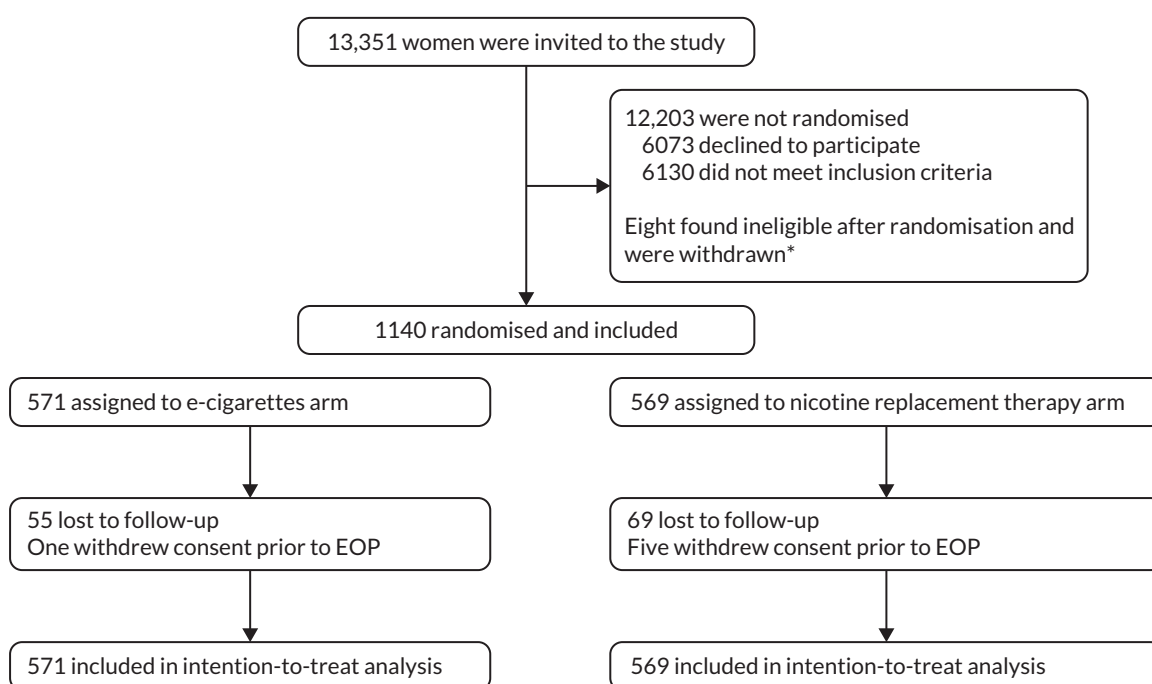 13,351 women were invited to the study
12,203 were not randomised
6073 declined to participate
6130 did not meet inclusion criteria
Eight found ineligible after randomisation and
were withdrawn*
1140 randomised and included
571 assigned to e-cigarettes arm
569 assigned to nicotine replacement therapy arm
55 lost to follow-up
One withdrew consent prior to EOP
69 lost to follow-up
Five withdrew consent prior to EOP
571 included in intention-to-treat analysis
569 included in intention-to-treat analysis